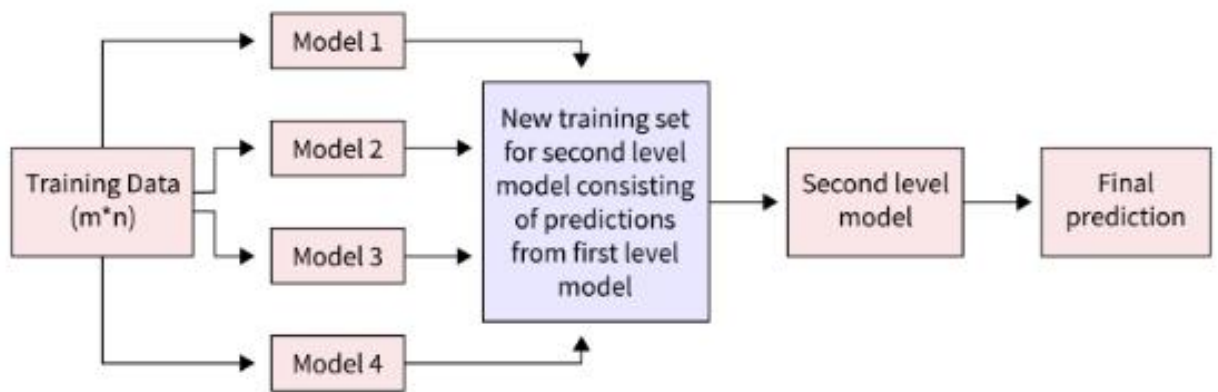 Training Data
(m*n)
Model 1
Model 2
Model 3
Model 4
New training set
for second level
model consisting
of predictions
from first level
model
Second level
model
Final
prediction